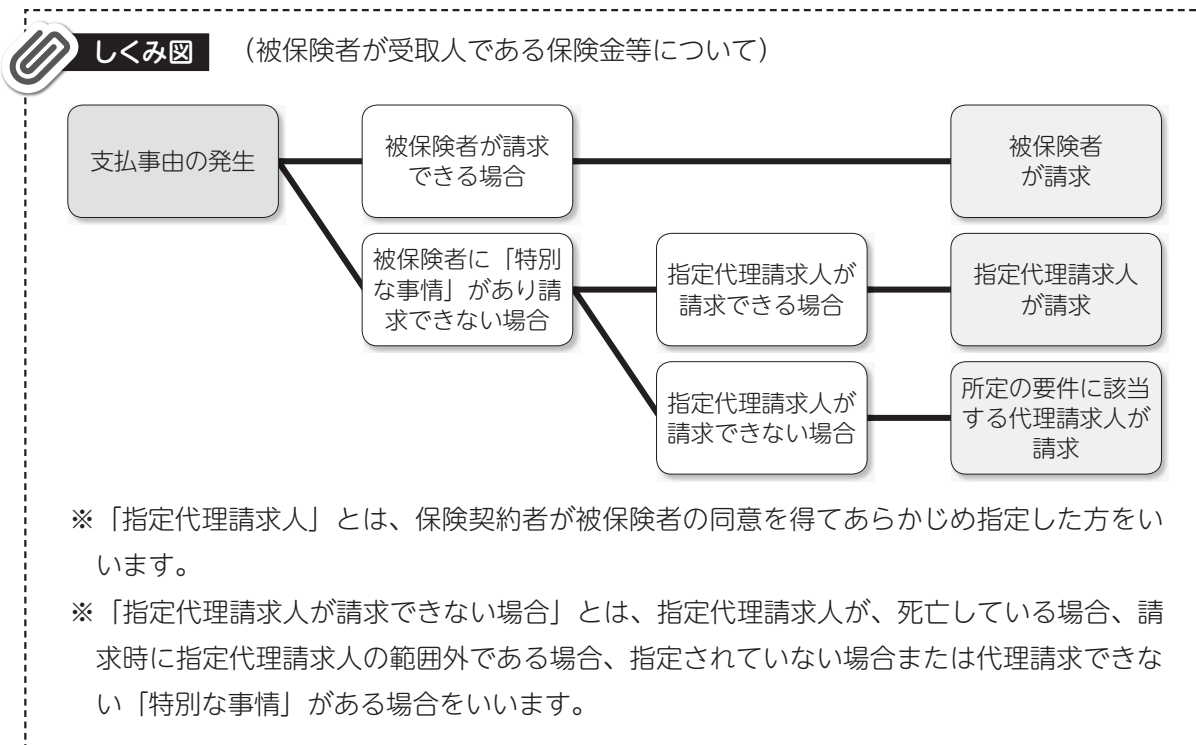 しくみ図 （被保険者が受取人である保険金等について）
支払事由の発生
被保険者が請求
できる場合
被保険者
が請求
被保険者に「特別
な事情」があり請
求できない場合
指定代理請求人が
請求できる場合
指定代理請求人
が請求
指定代理請求人が
請求できない場合
所定の要件に該当
する代理請求人が
請求
※「指定代理請求人」とは、保険契約者が被保険者の同意を得てあらかじめ指定した方をい
います。
※「指定代理請求人が請求できない場合」とは、指定代理請求人が、死亡している場合、請
求時に指定代理請求人の範囲外である場合、指定されていない場合または代理請求できな
い「特別な事情」がある場合をいいます。